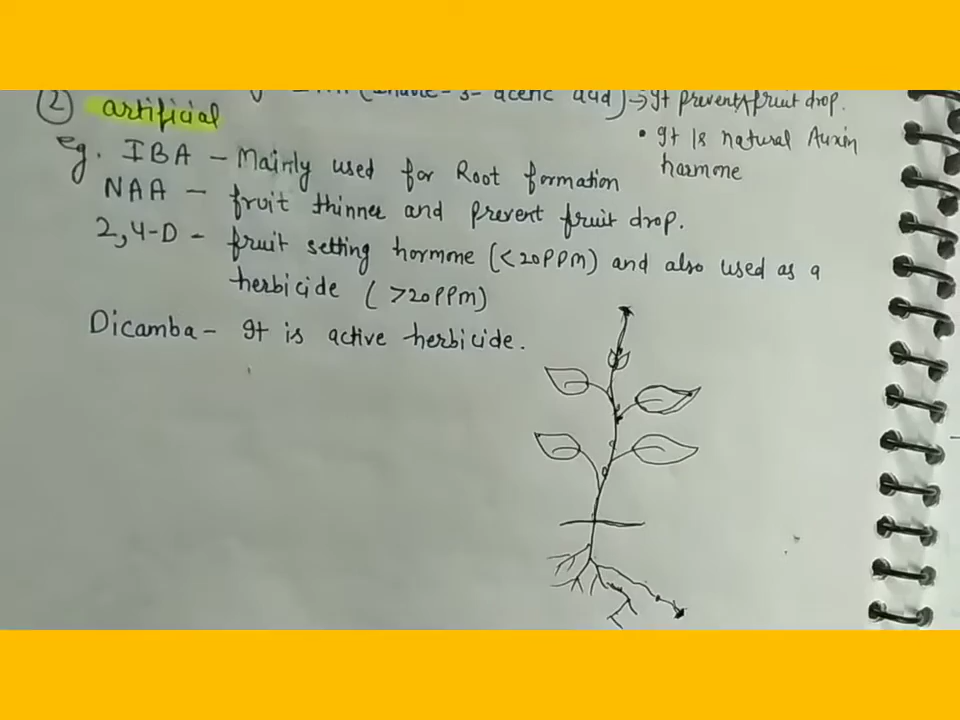 acetic acid) → It prevent fruit drop.
② artificial
• It Is natural Auxin
hormone
eg. IBA - Mainly used for Root formation
NAA - fruit thinner and prevent fruit drop.
2,4-D - fruit setting hormone (<20PPM) and also used as a
herbicide (>20PPM)
Dicamba - It is active herbicide.